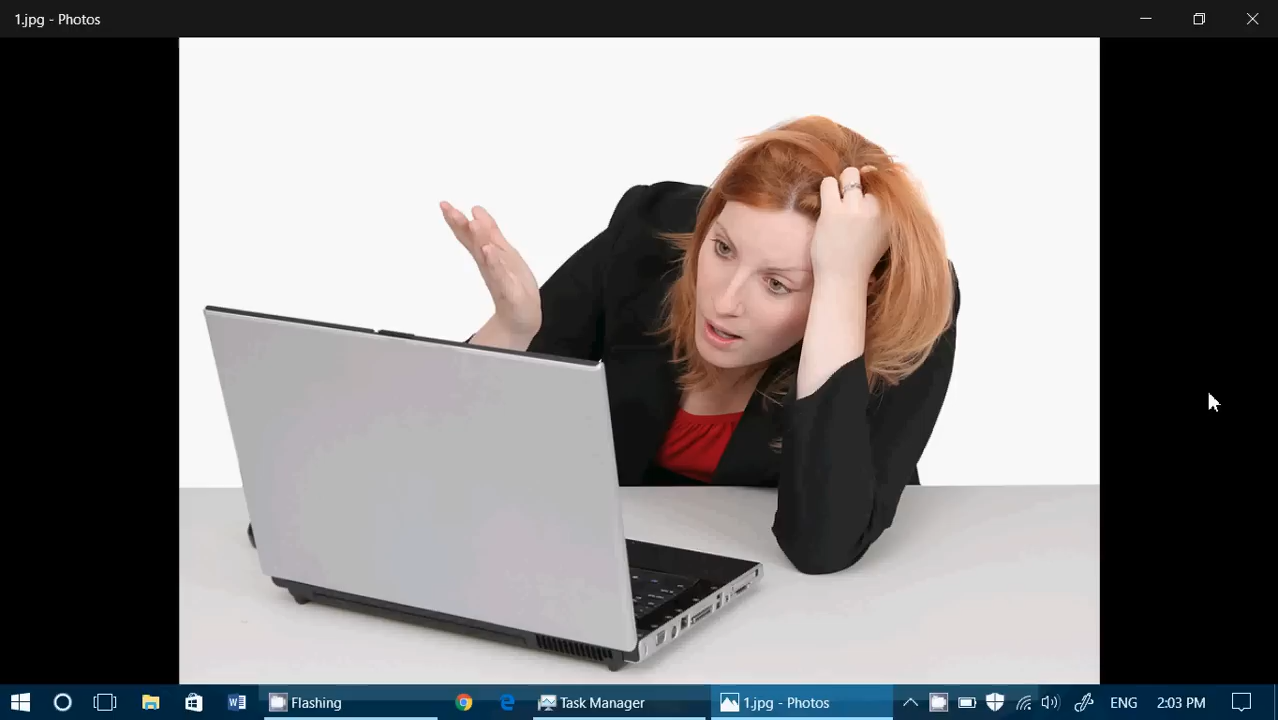 1.jpg - Photos
Flashing
Task Manager
1.jpg - Photos
ENG
2:03 PM